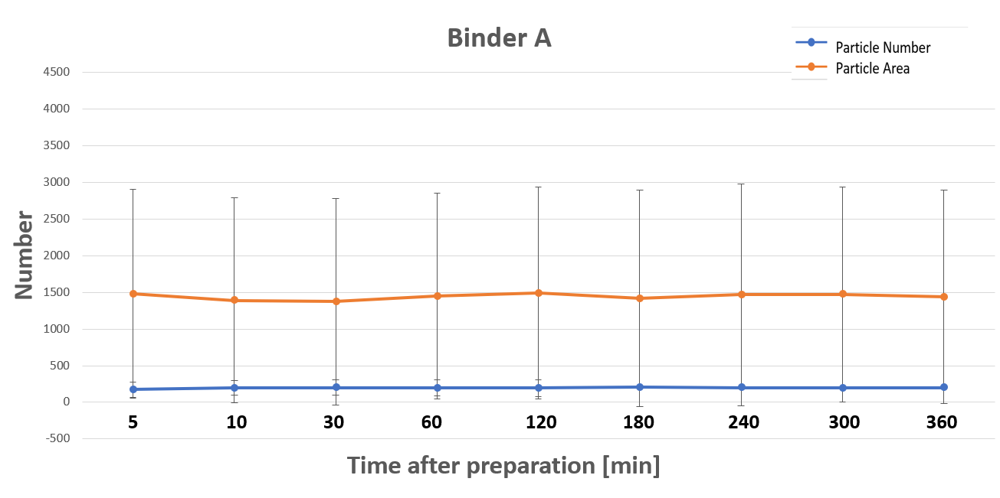 Binder A
Particle Number
Particle Area
4500
4000
3500
3000
2500
2000
1500
1000
500
0
-500
Number
5 10 30 60 120 180 240 300 360
Time after preparation [min]